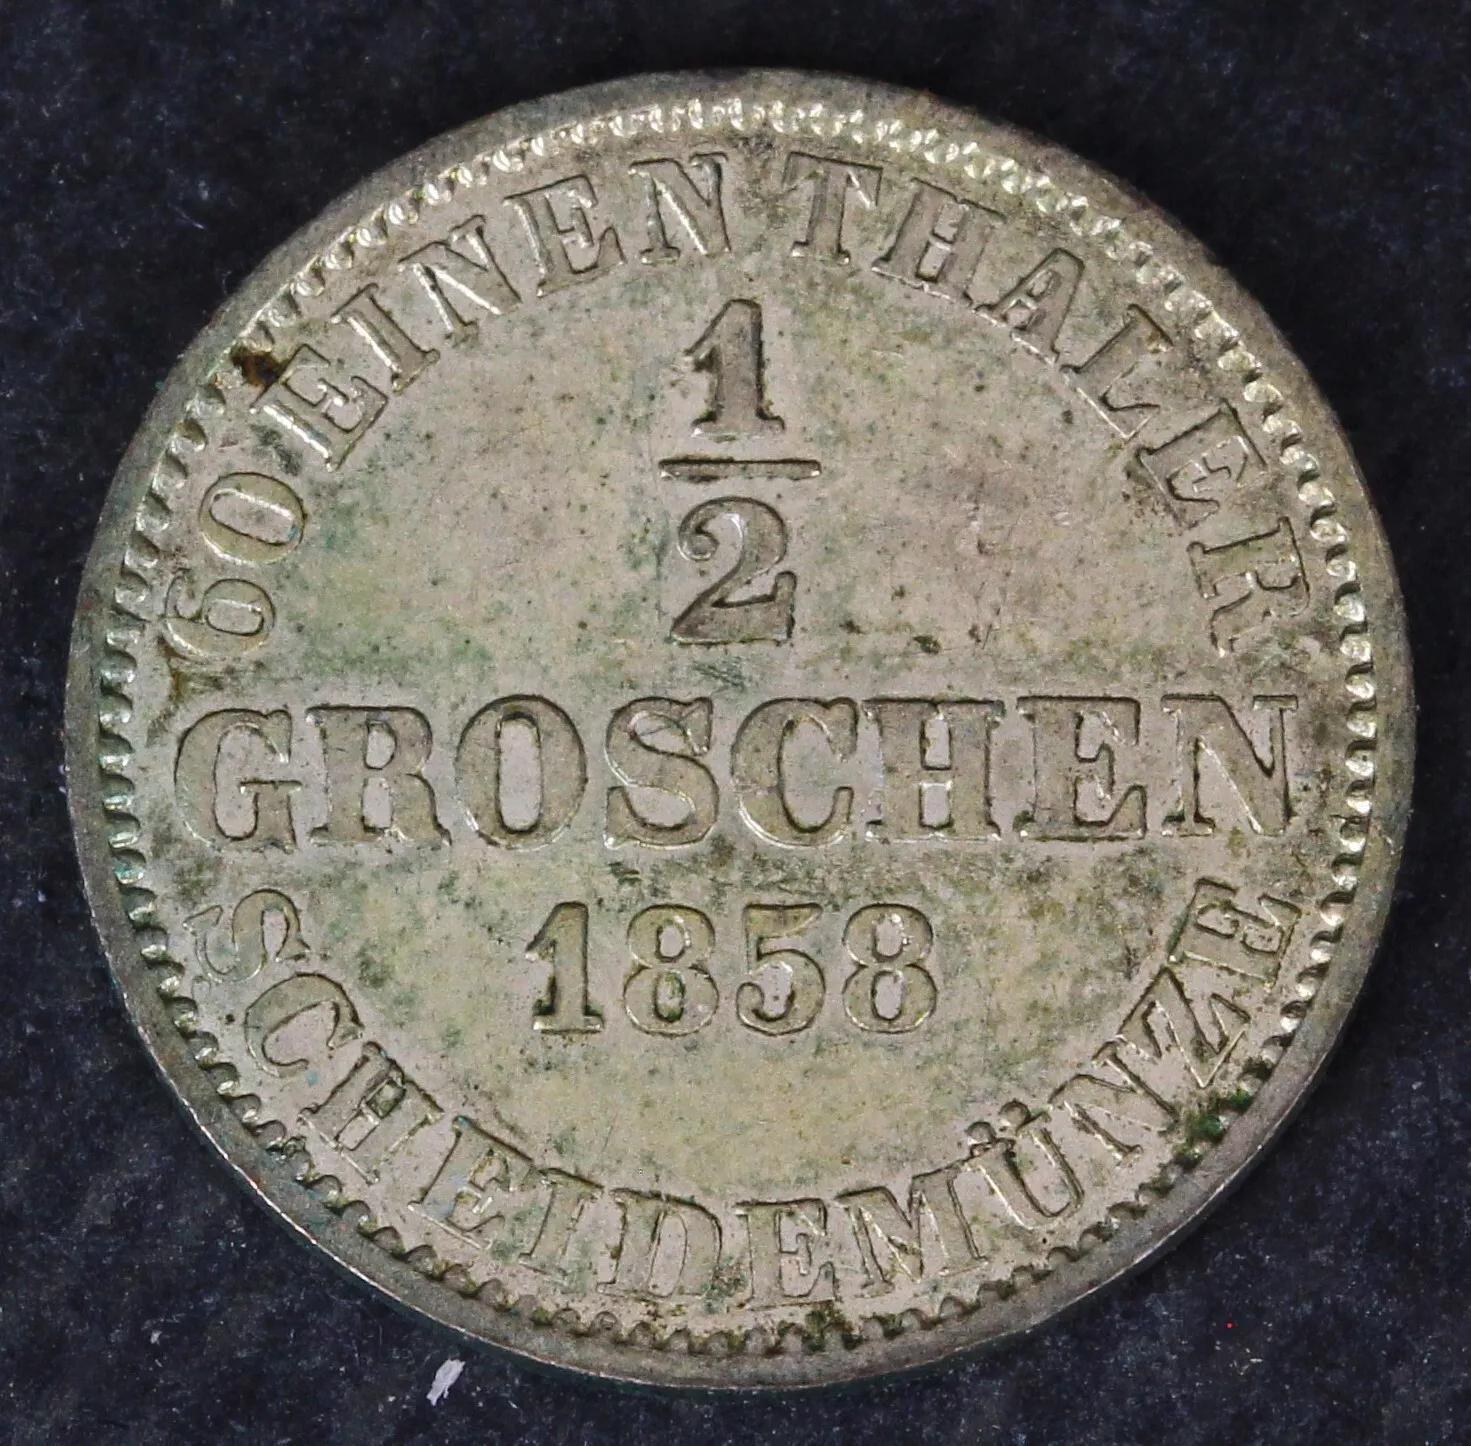 60 EINEN THALER
1/2
GROSCHEN
1858
SCHEIDEMÜNZE